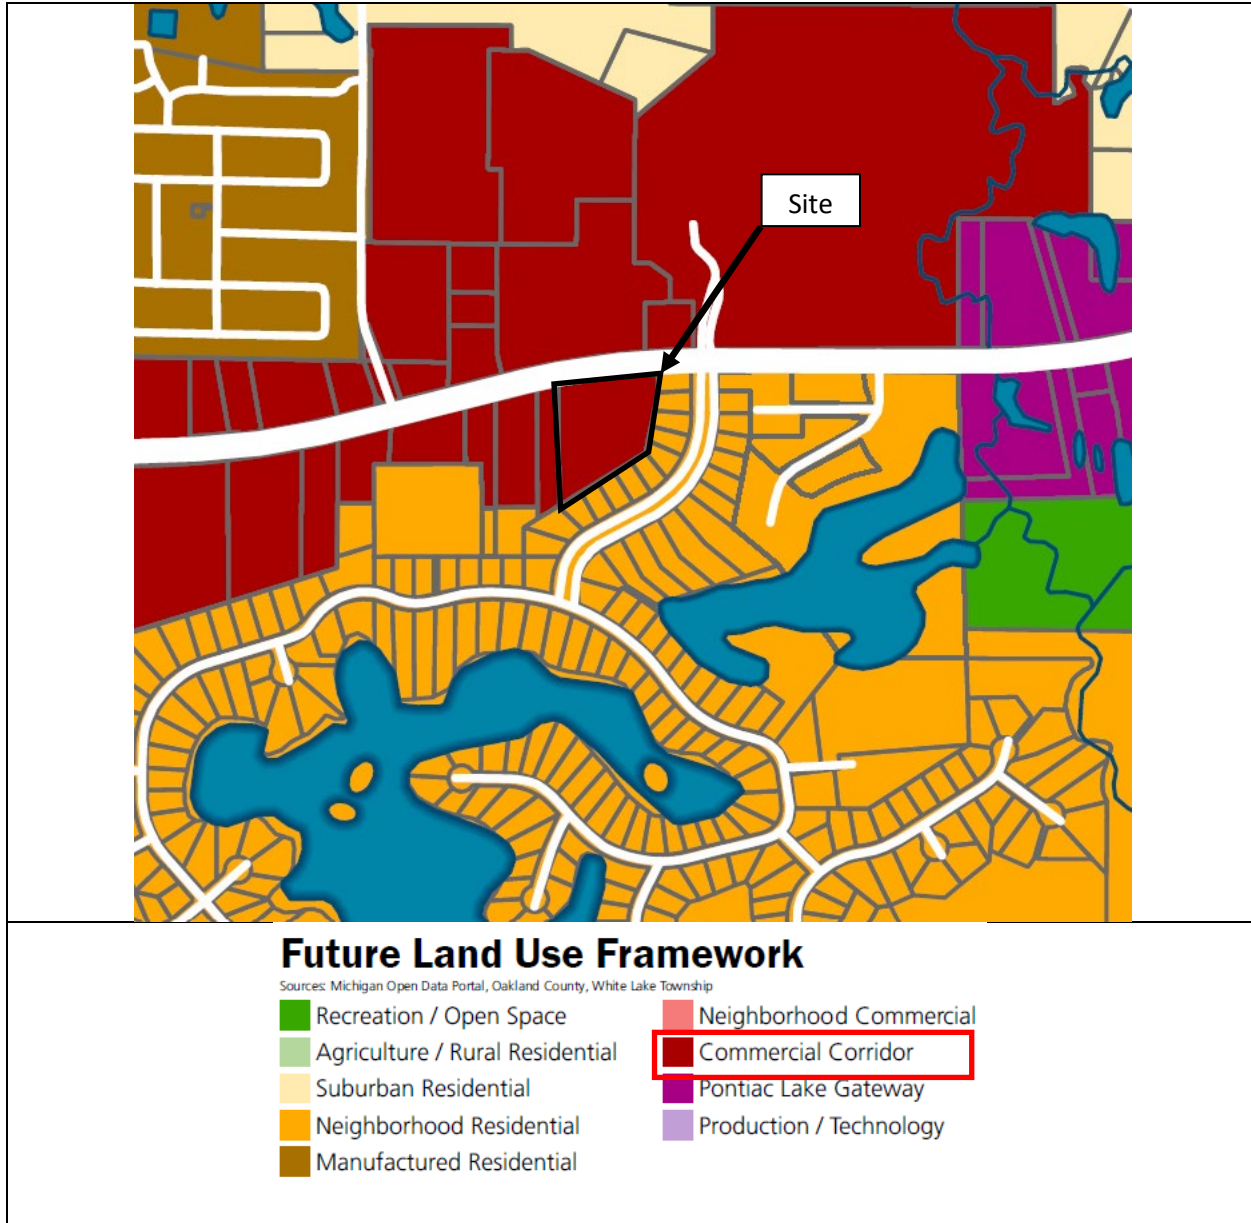 Site
Future Land Use Framework
Sources: Michigan Open Data Portal, Oakland County, White Lake Township
Recreation / Open Space
Agriculture / Rural Residential
Suburban Residential
Neighborhood Residential
Manufactured Residential
Neighborhood Commercial
Commercial Corridor
Pontiac Lake Gateway
Production / Technology